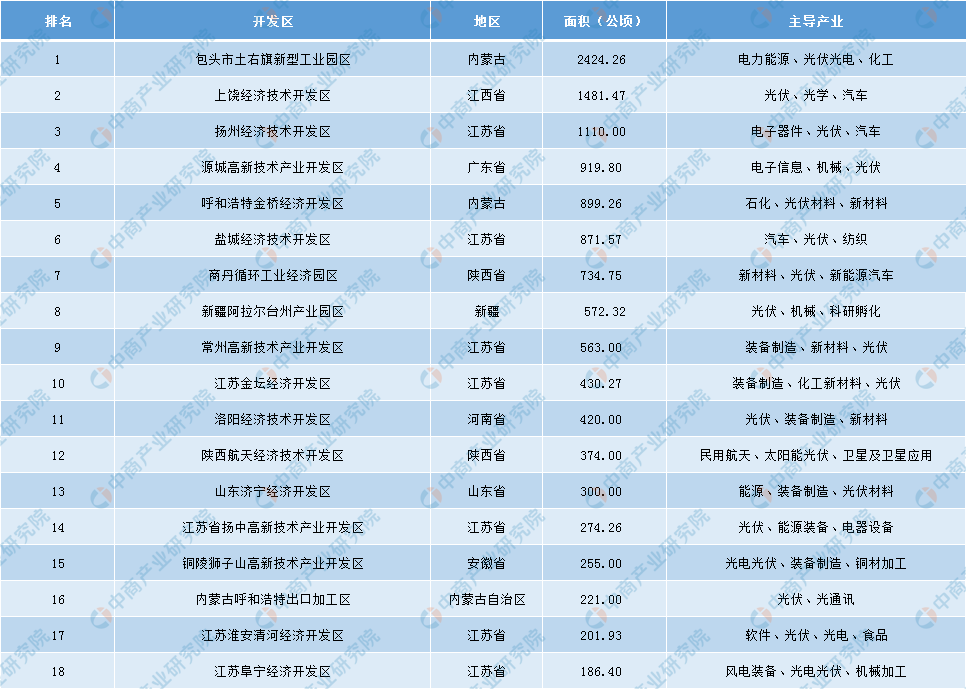 排名 开发区 地区 面积（公顷） 主导产业
1 包头市土右旗新型工业园区 内蒙古 2424.26 电力能源、光伏光电、化工
2 上饶经济技术开发区 江西省 1481.47 光伏、光学、汽车
3 扬州经济技术开发区 江苏省 1110.00 电子器件、光伏、汽车
4 源城高新技术产业开发区 广东省 919.80 电子信息、机械、光伏
5 呼和浩特金桥经济开发区 内蒙古 899.26 石化、光伏材料、新材料
6 盐城经济技术开发区 江苏省 871.57 汽车、光伏、纺织
7 商丹循环工业经济园区 陕西省 734.75 新材料、光伏、新能源汽车
8 新疆阿拉尔台州产业园区 新疆 572.32 光伏、机械、科研孵化
9 常州高新技术产业开发区 江苏省 563.00 装备制造、新材料、光伏
10 江苏金坛经济开发区 江苏省 430.27 装备制造、化工新材料、光伏
11 洛阳经济技术开发区 河南省 420.00 光伏、装备制造、新材料
12 陕西航天经济技术开发区 陕西省 374.00 民用航天、太阳能光伏、卫星及卫星应用
13 山东济宁经济开发区 山东省 300.00 能源、装备制造、光伏材料
14 江苏省扬中高新技术产业开发区 江苏省 274.26 光伏、能源装备、电器设备
15 铜陵狮子山高新技术产业开发区 安徽省 255.00 光电光伏、装备制造、铜材加工
16 内蒙古呼和浩特出口加工区 内蒙古自治区 221.00 光伏、光通讯
17 江苏淮安清河经济开发区 江苏省 201.93 软件、光伏、光电、食品
18 江苏阜宁经济开发区 江苏省 186.40 风电装备、光电光伏、机械加工
中商产业研究院